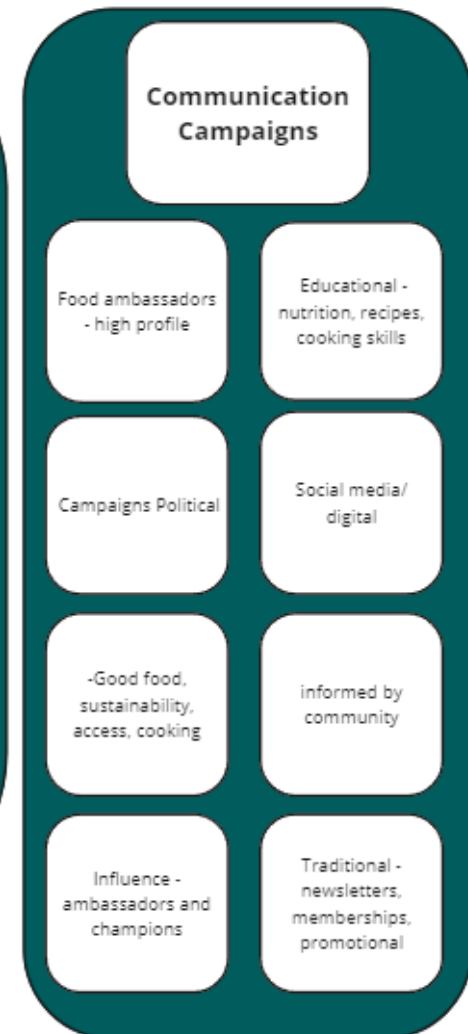 Communication
Campaigns
Food ambassadors
- high profile
Educational -
nutrition, recipes,
cooking skills
Campaigns Political
Social media/
digital
-Good food,
sustainability,
access, cooking
informed by
community
Influence -
ambassadors and
champions
Traditional -
newsletters,
memberships,
promotional